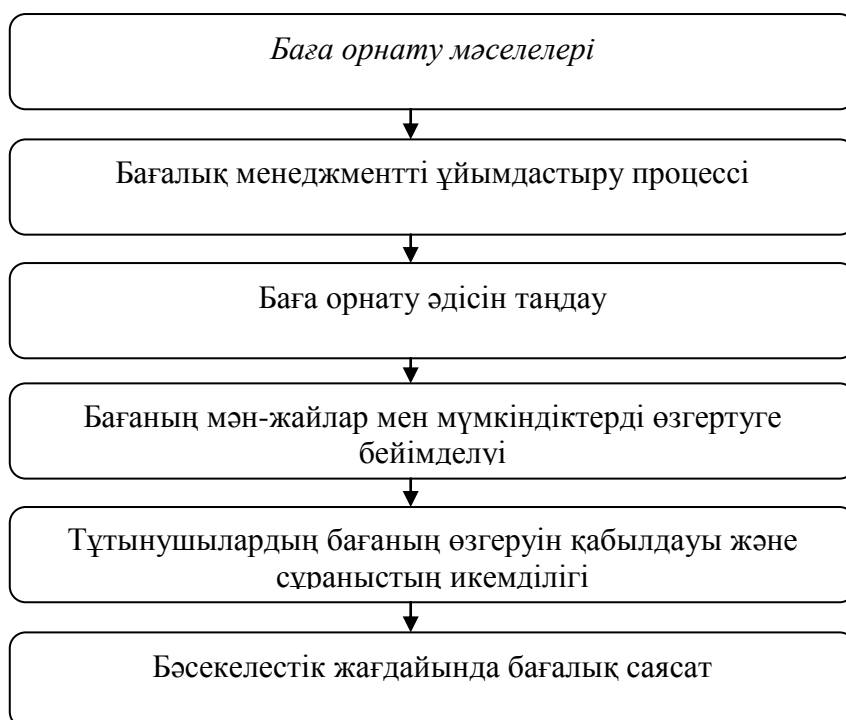 Баға орнату мәселелері
Бағалық менеджментті ұйымдастыру процессі
Баға орнату әдісін таңдау
Бағаның мән-жайлар мен мүмкіндіктерді өзгертуге
бейімделуі
Тұтынушылардың бағаның өзгеруін қабылдауы және
сұраныстың икемділігі
Бәсекелестік жағдайында бағалық саясат